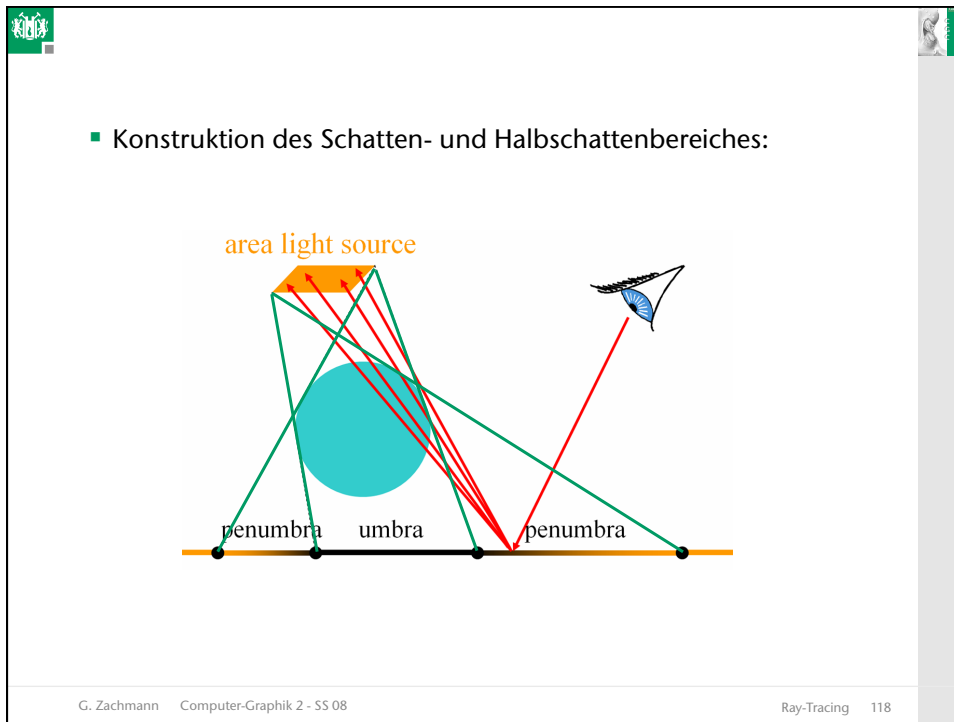 ▪ Konstruktion des Schatten- und Halbschattenbereiches:
area light source
penumbra umbra penumbra
G. Zachmann Computer-Graphik 2 - SS 08 Ray-Tracing 118